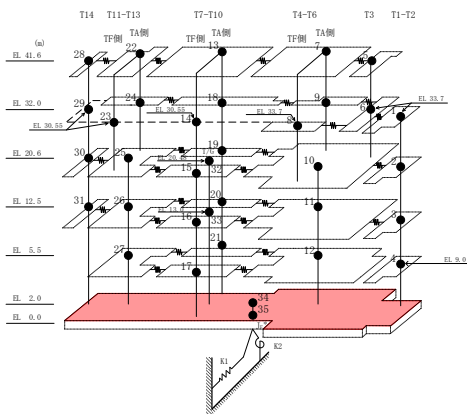 T14 T11-T13 T7-T10 T4-T6 T3 T1-T2
(m) TF側 TA側 TF側 TA側 TF側 TA側
EL 41.6 28 22 13 7 5
EL 32.0 29 24 18 9 6 1 EL 33.7
EL 30.55 23 EL 30.55 14 EL 33.7 8
EL 20.6 30 25 19 10 2
15 32
EL 12.5 31 26 20 11 3
16 33
EL 5.5 27 21 12 4 EL 9.0
17
EL 2.0 34
EL 0.0 35
K1 K2